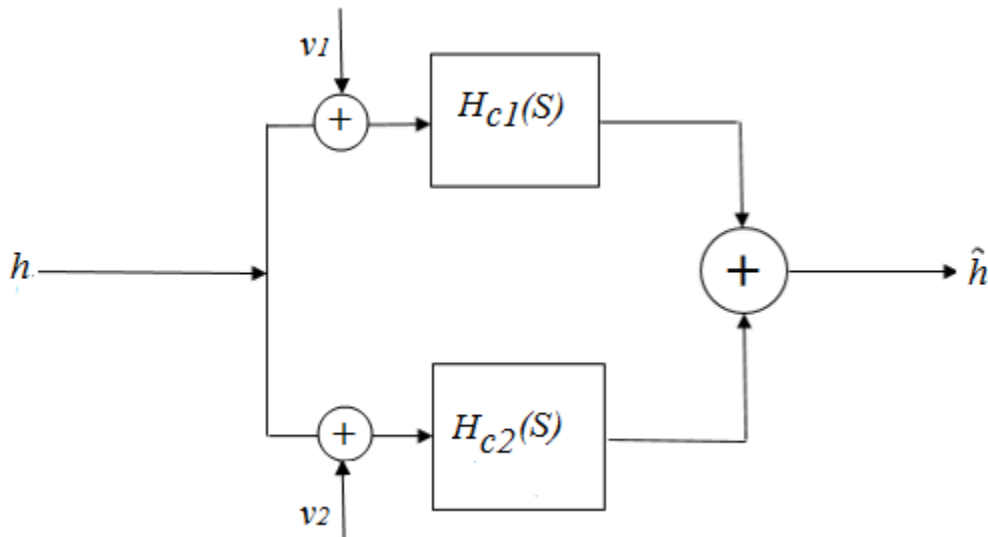 v1
+
Hc1(S)
h
+
ĥ
+
Hc2(S)
v2